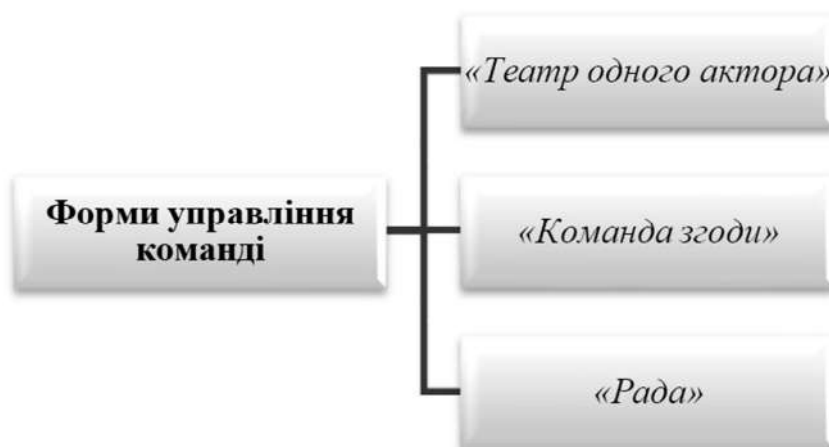 Форми управління
команді
«Театр одного актора»
«Команда згоди»
«Рада»